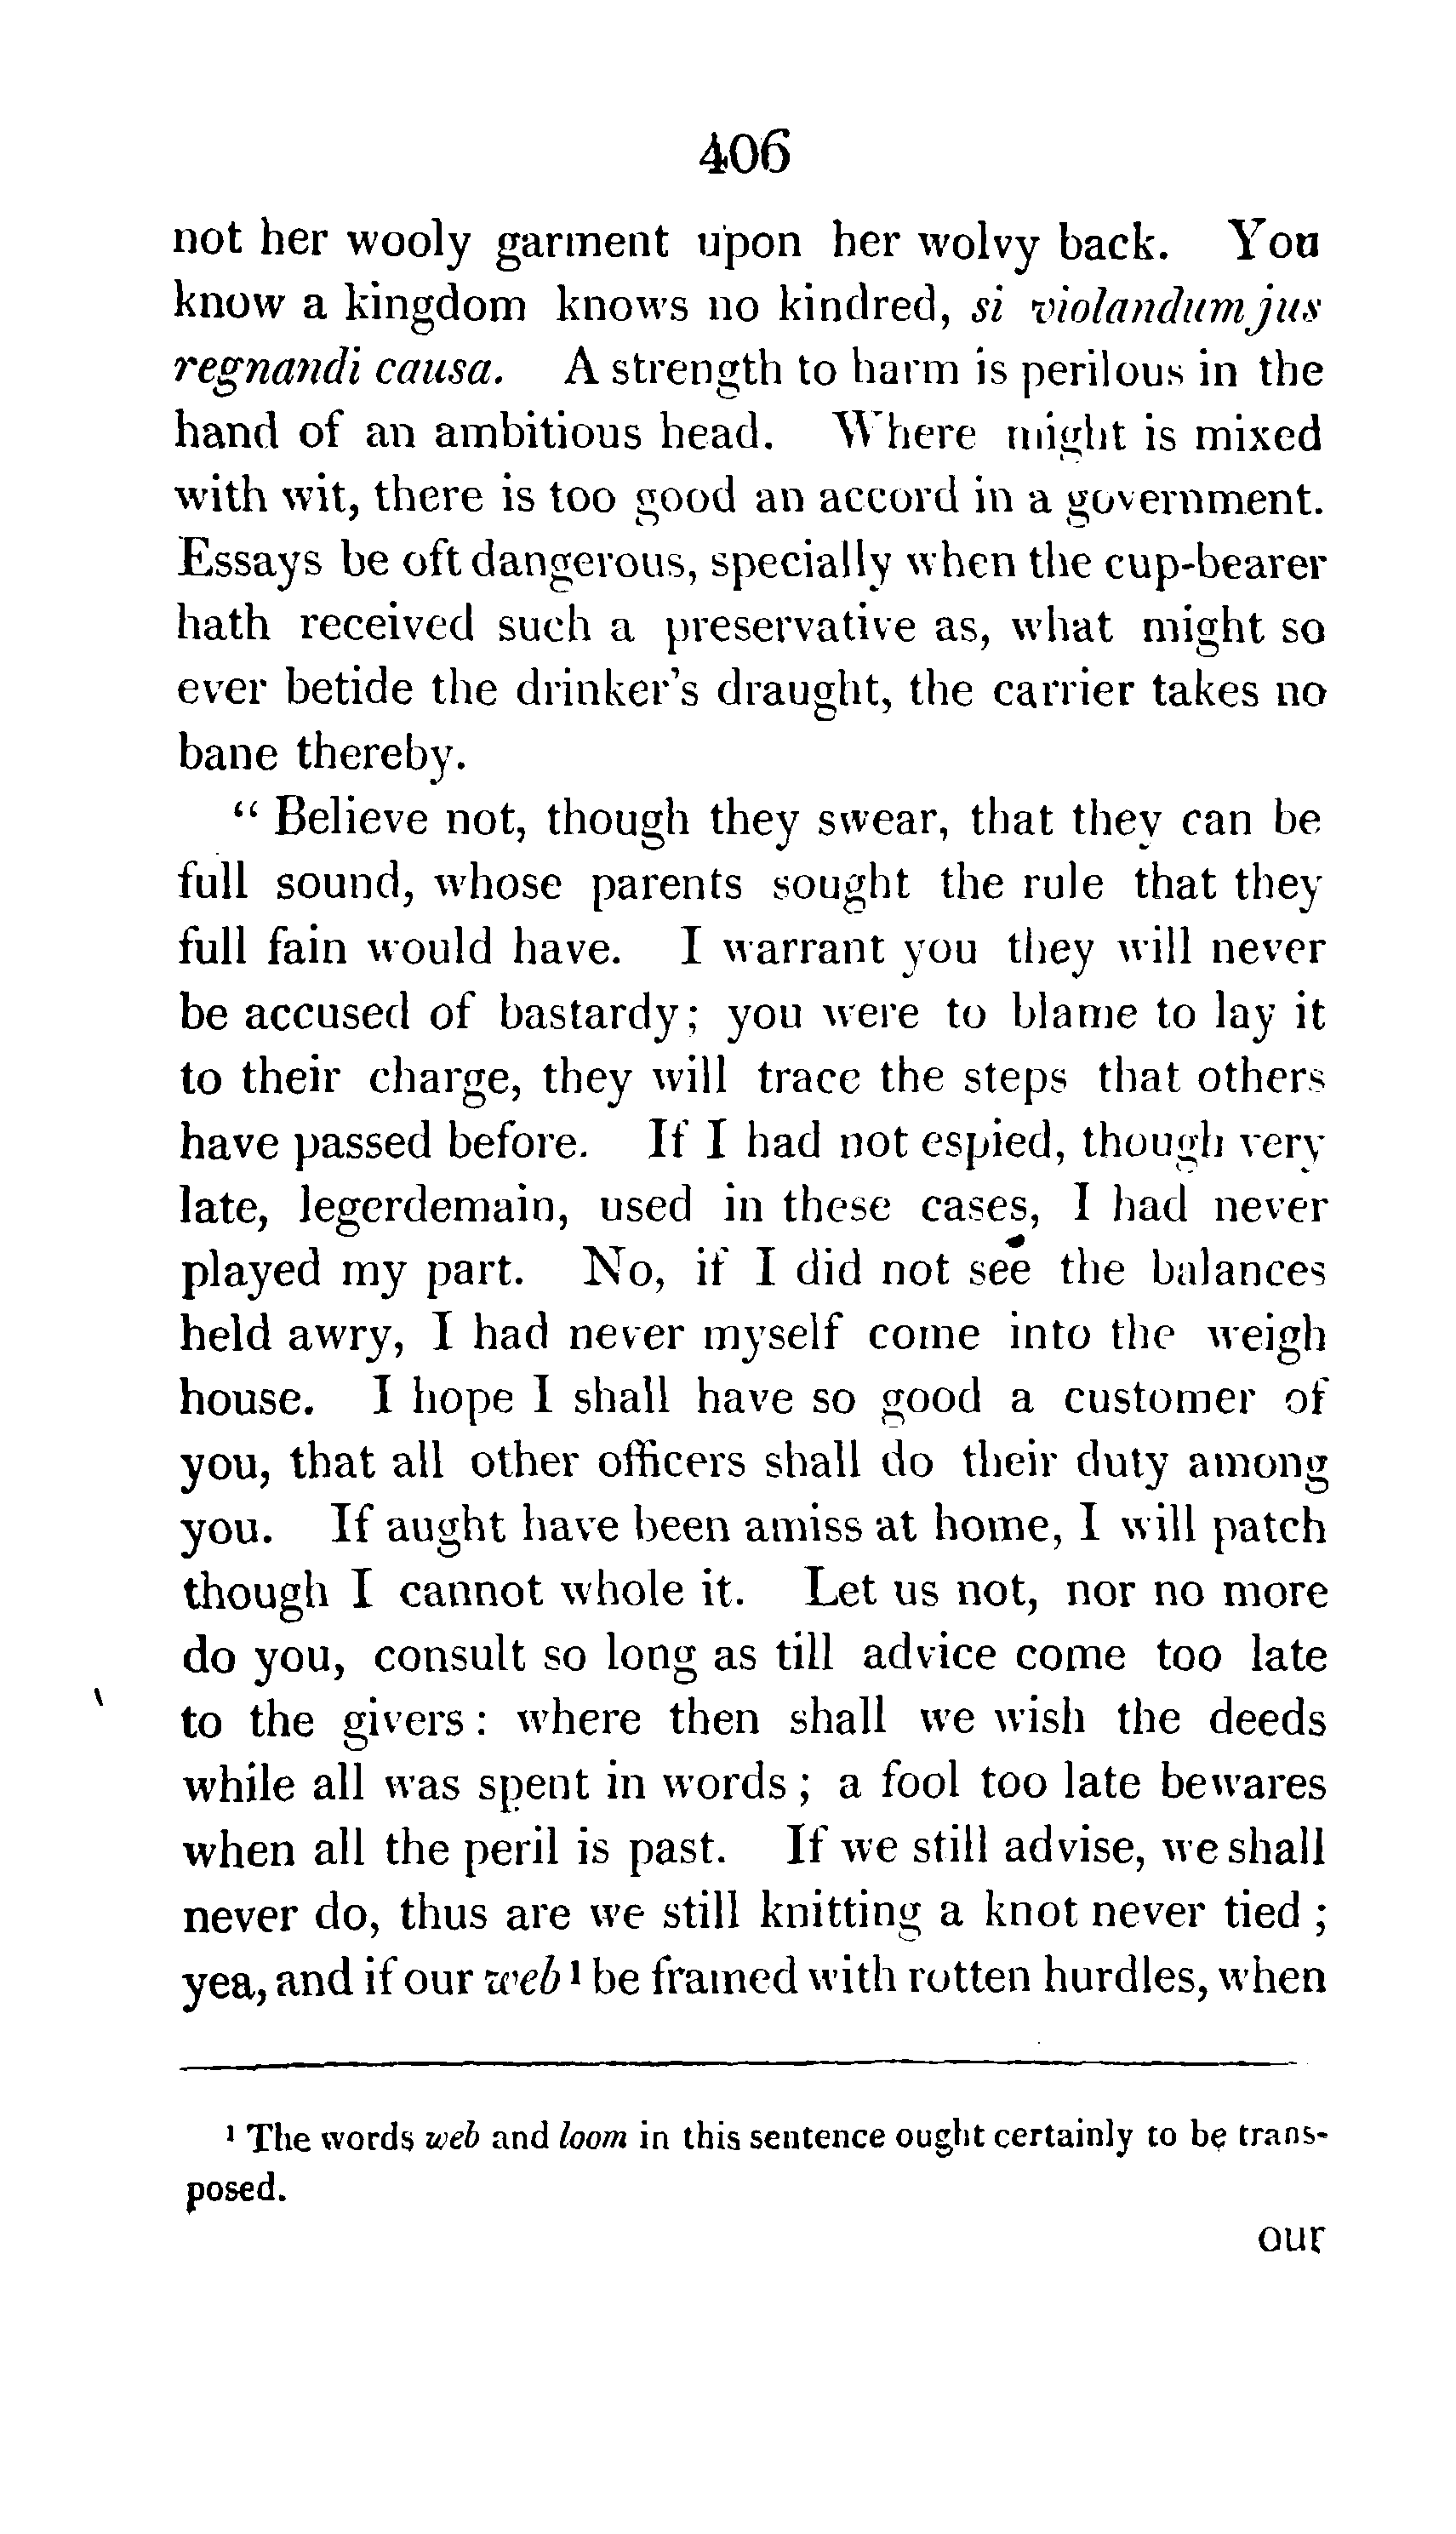 406
not her wooly garment upon her wolvy back. You
know a kingdom knows no kindred, si violandum jus
regnandi causa. A strength to harm is perilous in the
hand of an ambitious head. Where might is mixed
with wit, there is too good an accord in a government.
Essays be oft dangerous, specially when the cup-bearer
hath received such a preservative as, what might so
ever betide the drinker's draught, the carrier takes no
bane thereby.
“ Believe not, though they swear, that they can be
full sound, whose parents sought the rule that they
full fain would have. I warrant you they will never
be accused of bastardy; you were to blame to lay it
to their charge, they will trace the steps that others
have passed before. If I had not espied, though very
late, legerdemain, used in these cases, I had never
played my part. No, if I did not see the balances
held awry, I had never myself come into the weigh
house. I hope I shall have so good a customer of
you, that all other officers shall do their duty among
you. If aught have been amiss at home, I will patch
though I cannot whole it. Let us not, nor no more
do you, consult so long as till advice come too late
to the givers : where then shall we wish the deeds
while all was spent in words ; a fool too late bewares
when all the peril is past. If we still advise, we shall
never do, thus are we still knitting a knot never tied ;
yea, and if our web ¹ be framed with rotten hurdles, when
¹ The words web and loom in this sentence ought certainly to be trans-
posed.
our